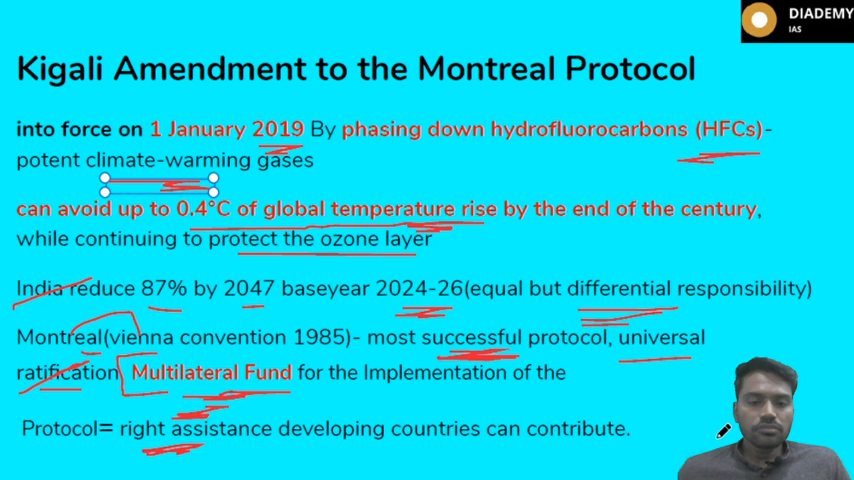 DIADEMY
IAS
Kigali Amendment to the Montreal Protocol
into force on 1 January 2019 By phasing down hydrofluorocarbons (HFCs)-
potent climate-warming gases
can avoid up to 0.4°C of global temperature rise by the end of the century,
while continuing to protect the ozone layer
India reduce 87% by 2047 baseyear 2024-26(equal but differential responsibility)
Montreal(vienna convention 1985)- most successful protocol, universal
ratification Multilateral Fund for the Implementation of the
Protocol= right assistance developing countries can contribute.